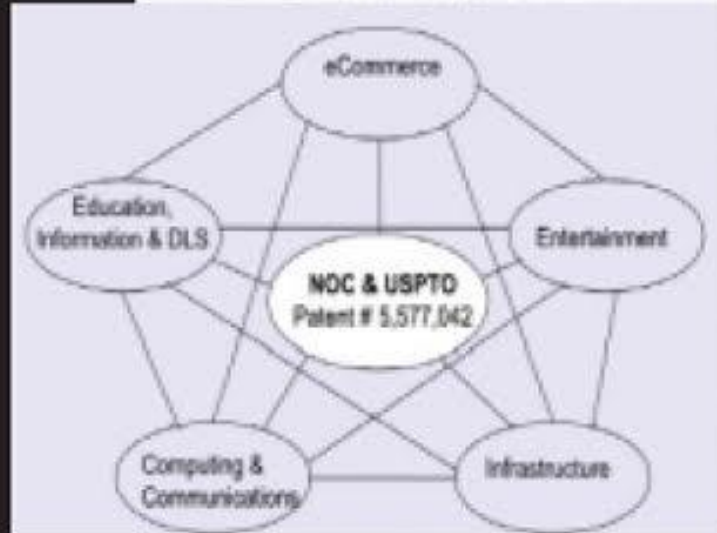 eCommerce
Education,
Information & DLS
Entertainment
NOC & USPTO
Patent # 5,577,042
Computing &
Communications
Infrastructure